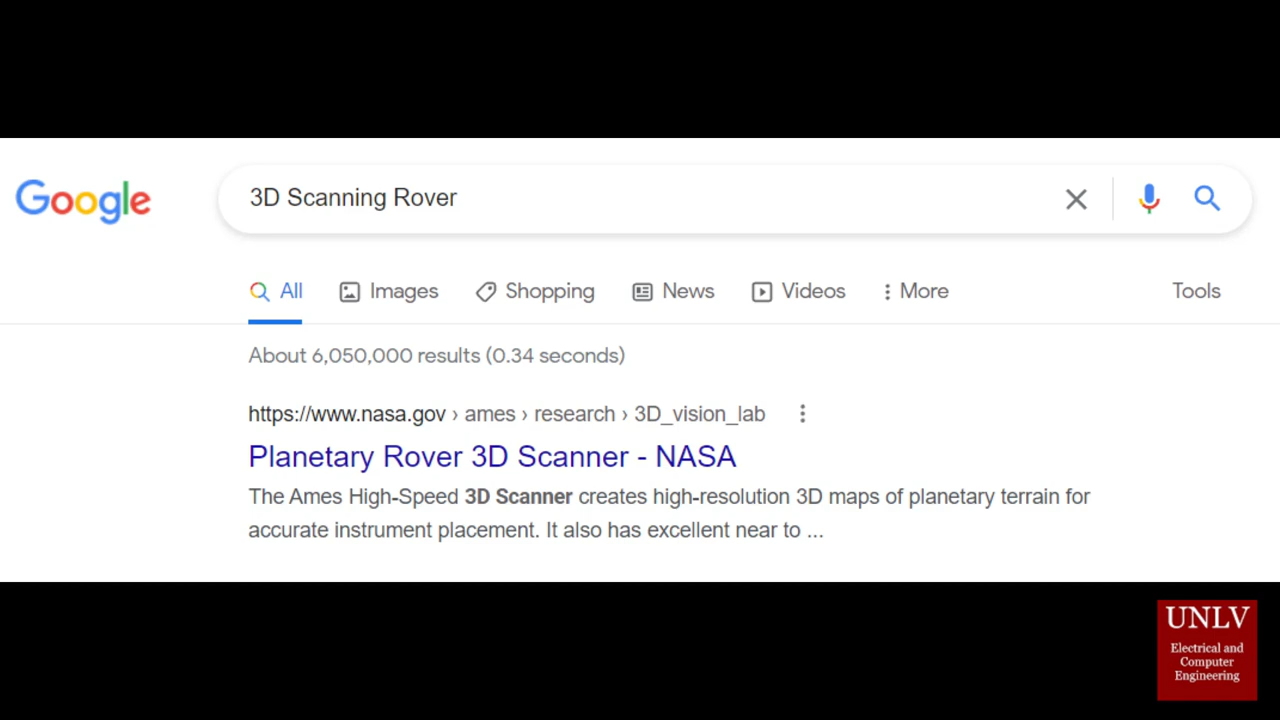 Google
3D Scanning Rover
All Images Shopping News Videos More Tools
About 6,050,000 results (0.34 seconds)
https://www.nasa.gov › ames › research › 3D_vision_lab
Planetary Rover 3D Scanner - NASA
The Ames High-Speed 3D Scanner creates high-resolution 3D maps of planetary terrain for
accurate instrument placement. It also has excellent near to ...
UNLV
Electrical and
Computer
Engineering